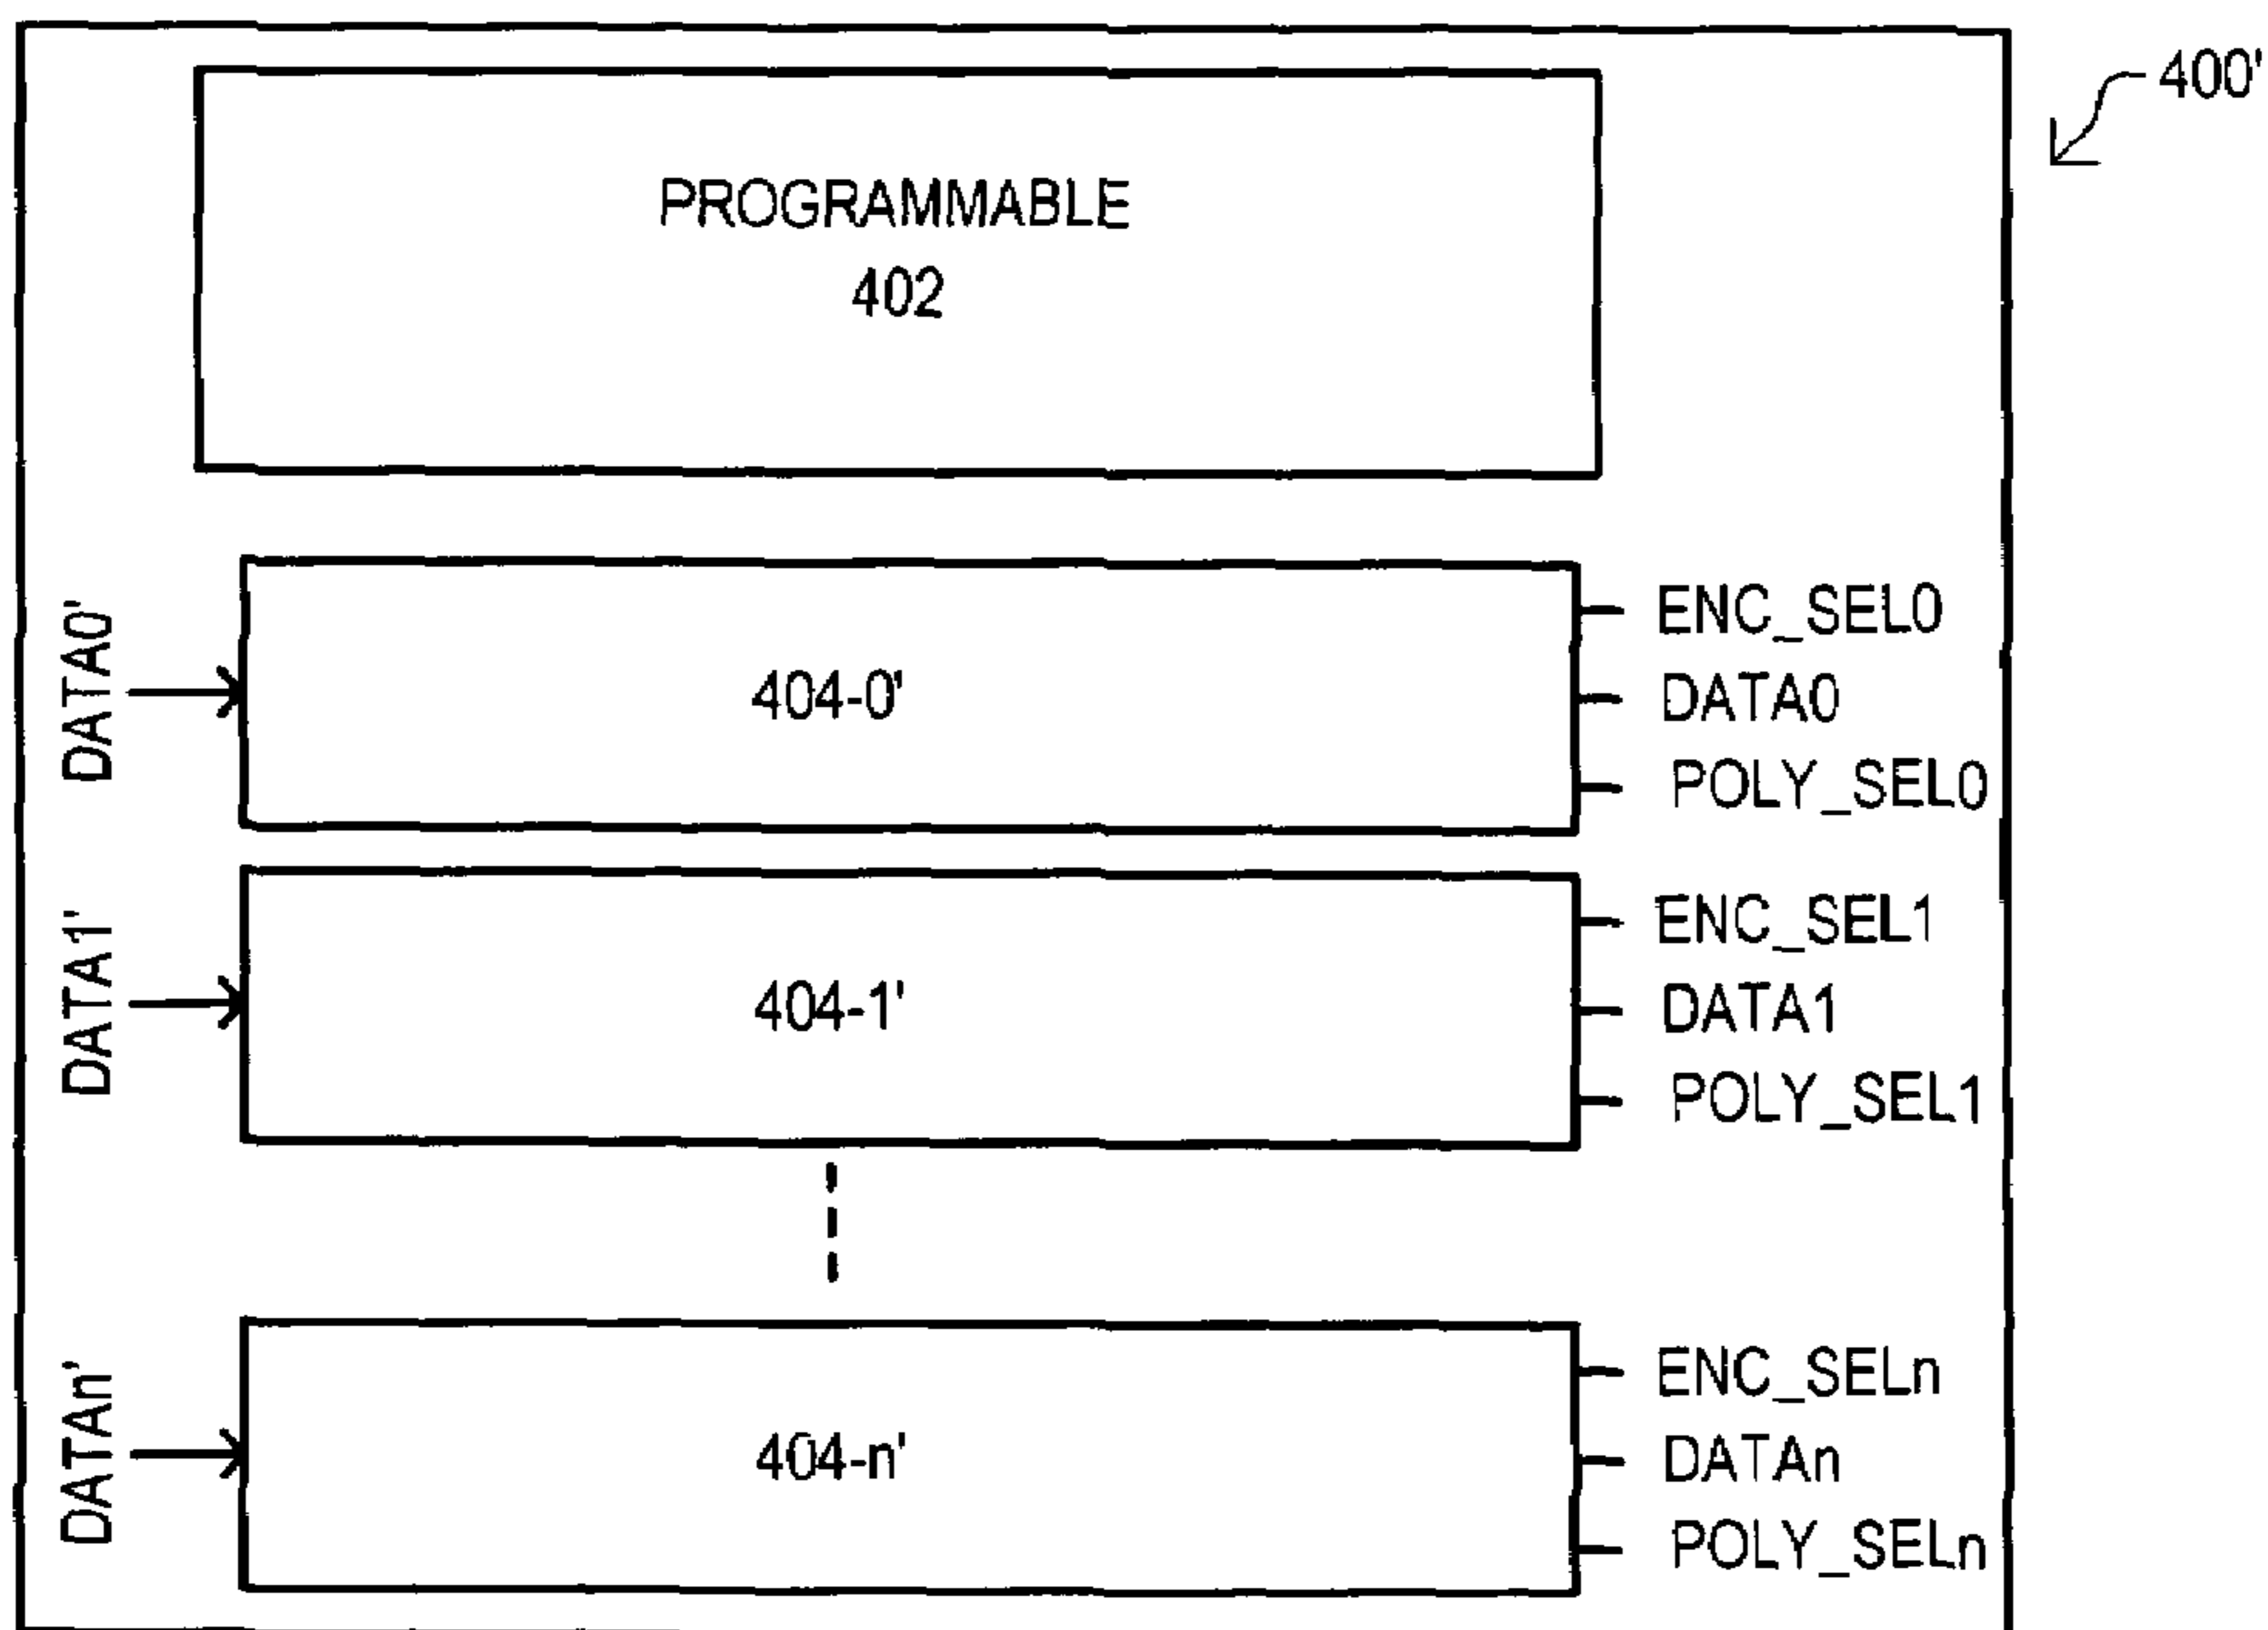 400'
PROGRAMMABLE
402
DATA0'
404-0'
ENC_SEL0
DATA0
POLY_SEL0
DATA1'
404-1'
ENC_SEL1
DATA1
POLY_SEL1
DATAn'
404-n'
ENC_SELn
DATAn
POLY_SELn